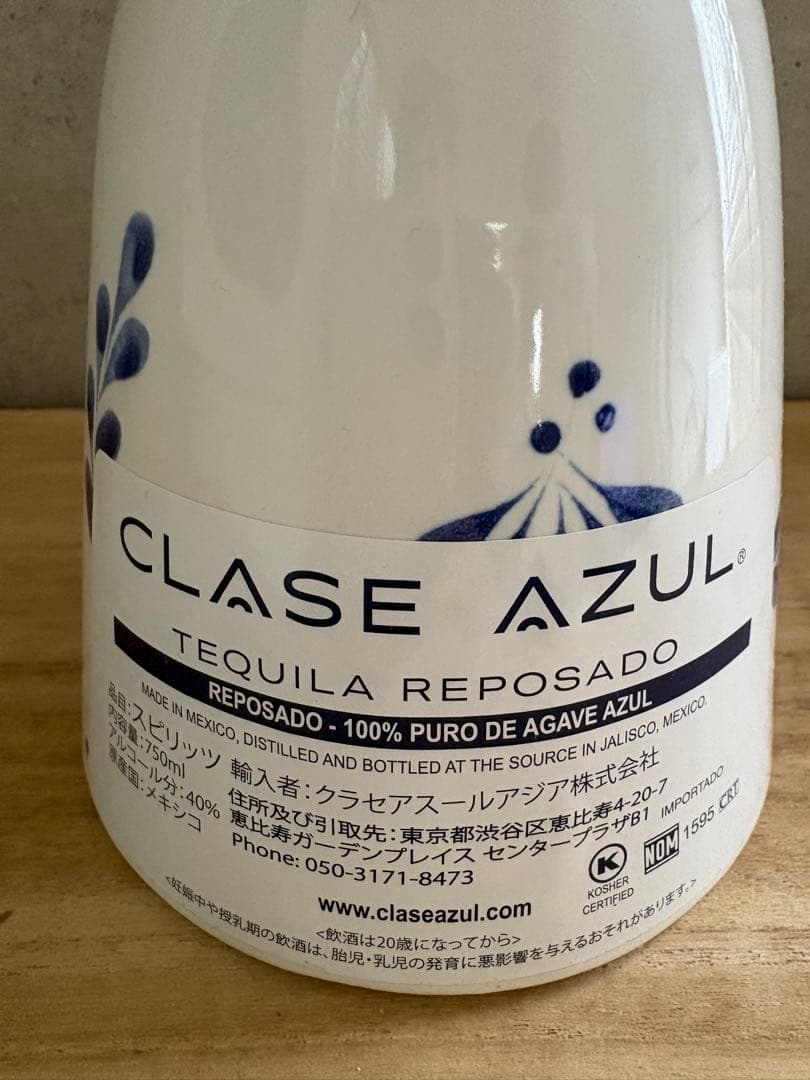 CLASE AZUL®
TEQUILA REPOSADO
REPOSADO - 100% PURO DE AGAVE AZUL
MADE IN MEXICO, DISTILLED AND BOTTLED AT THE SOURCE IN JALISCO, MEXICO.
品目:スピリッツ
内容量:750ml
アルコール分:40%
原産国:メキシコ
輸入者:クラセアスールアジア株式会社
住所及び引取先:東京都渋谷区恵比寿4-20-7
恵比寿ガーデンプレイス センタープラザB1
Phone: 050-3171-8473
IMPORTADO
K
KOSHER
CERTIFIED
NOM 1595 CRT
www.claseazul.com
<飲酒は20歳になってから>
<妊娠中や授乳期の飲酒は、胎児・乳児の発育に悪影響を与えるおそれがあります。>